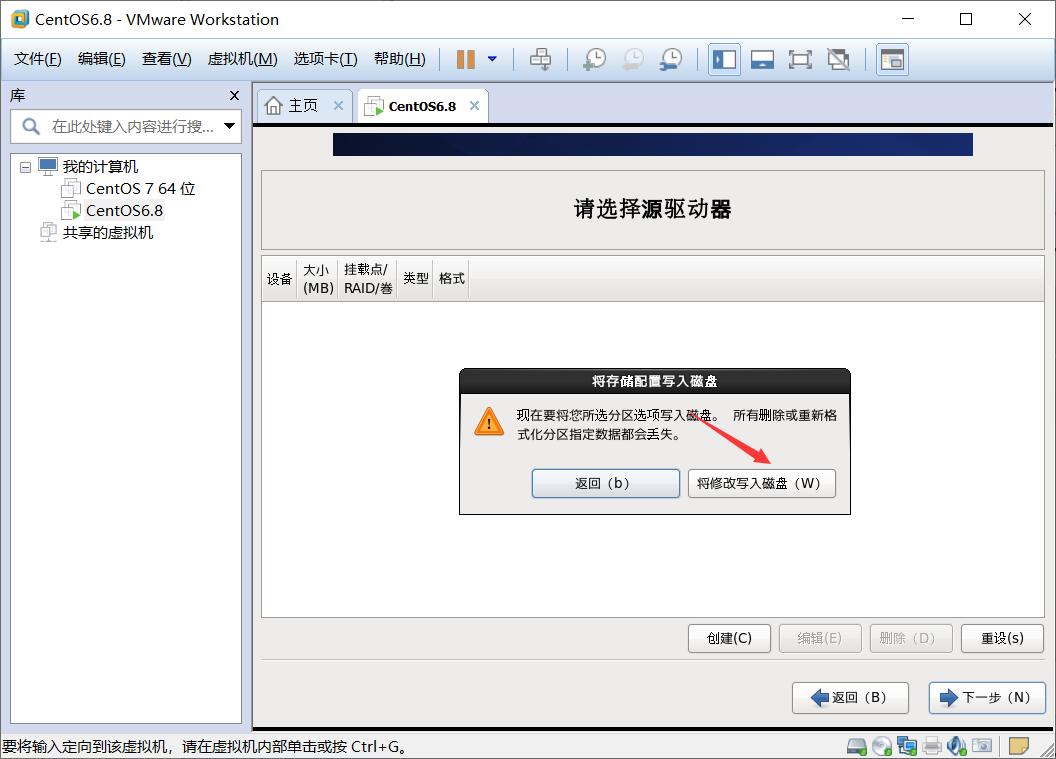 CentOS6.8 - VMware Workstation
文件(F) 编辑(E) 查看(V) 虚拟机(M) 选项卡(T) 帮助(H)
库
在此处键入内容进行搜...
我的计算机
CentOS 7 64 位
CentOS6.8
共享的虚拟机
主页
CentOS6.8
请选择源驱动器
设备
大小
(MB)
挂载点/
RAID/卷
类型
格式
将存储配置写入磁盘
现在要将您所选分区选项写入磁盘。 所有删除或重新格
式化分区指定数据都会丢失。
返回（b）
将修改写入磁盘（W）
创建(C)
编辑(E)
删除（D）
重设(s)
返回（B）
下一步（N）
要将输入定向到该虚拟机，请在虚拟机内部单击或按 Ctrl+G。